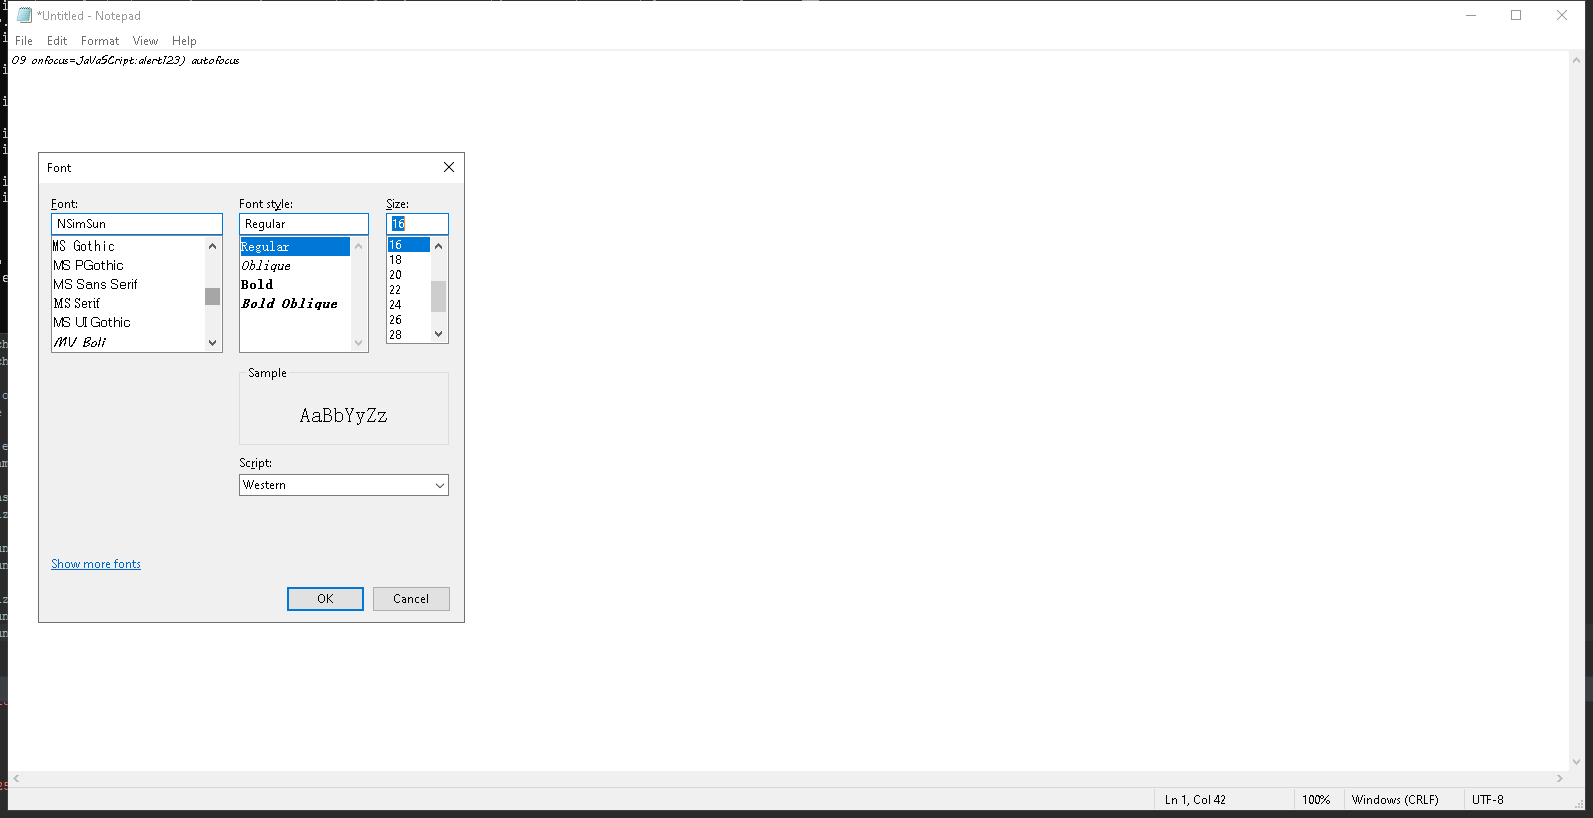 *Untitled - Notepad
File Edit Format View Help
09 onfocus=JaVaSCript:alert123) autofocus
Font
Font: Font style: Size:
NSimSun Regular 16
MS Gothic Regular 16
MS PGothic Oblique 18
MS Sans Serif Bold 20
MS Serif Bold Oblique 22
MS UI Gothic 24
MV Boli 26
28
Sample
AaBbYyZz
Script:
Western
Show more fonts
OK Cancel
Ln 1, Col 42 100% Windows (CRLF) UTF-8